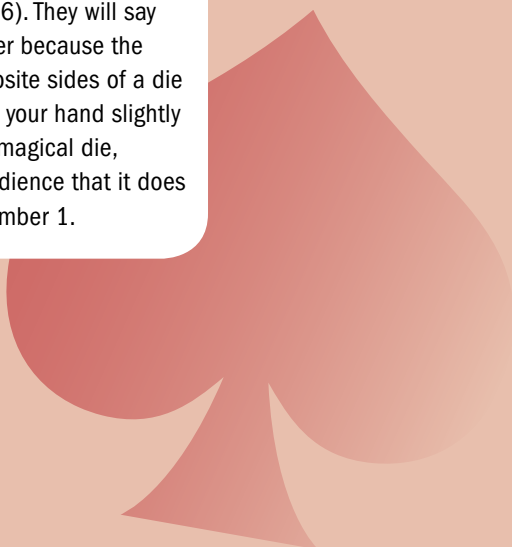 6). They will say
er because the
posite sides of a die
your hand slightly
magical die,
dience that it does
mber 1.